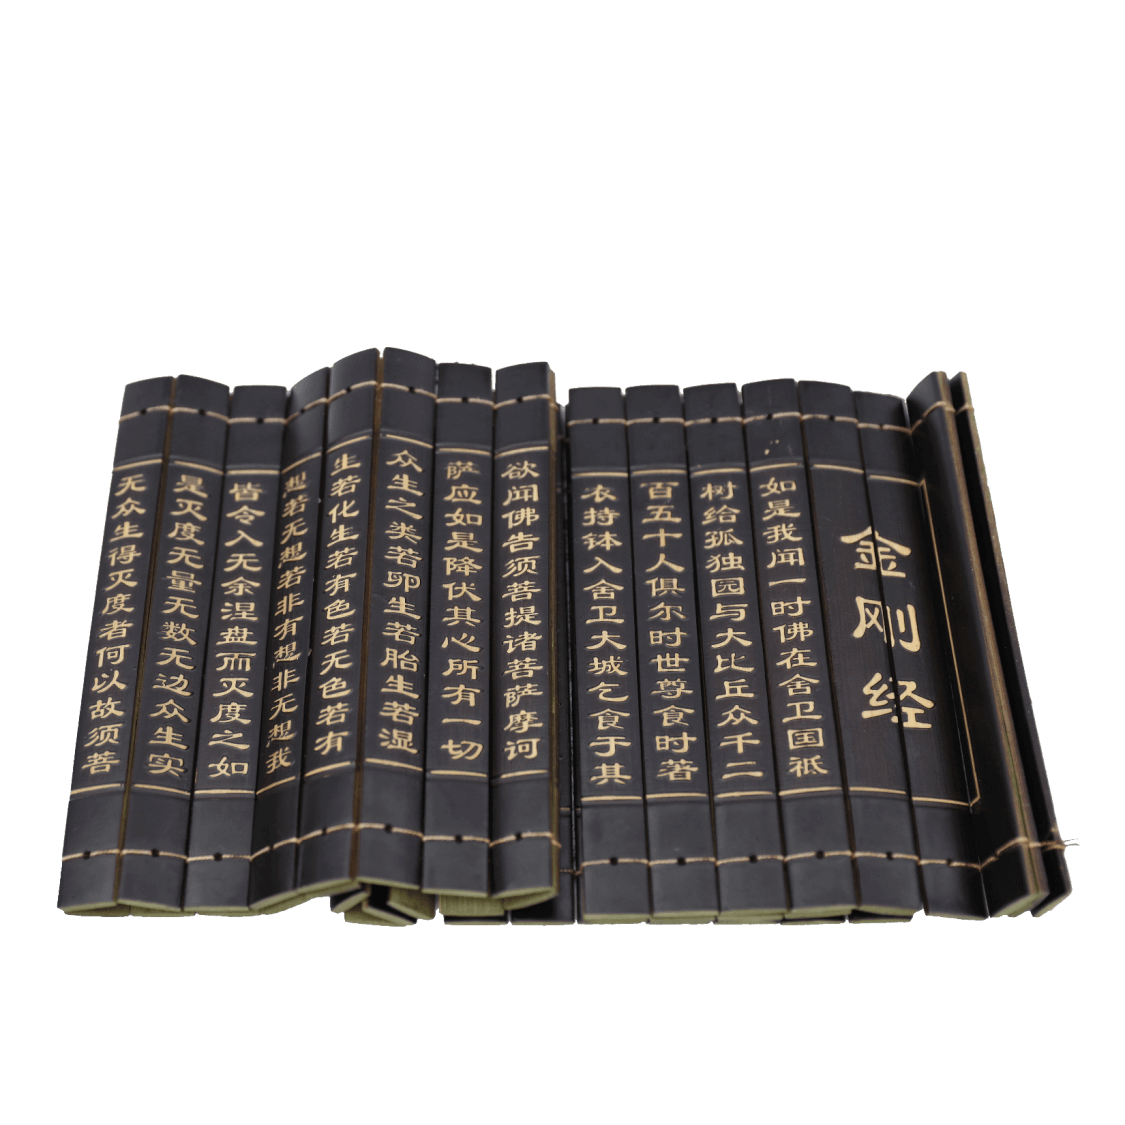 金刚经
如是我闻一时佛在舍卫国祇
树给孤独园与大比丘众千二
百五十人俱尔时世尊食时著
衣持钵入舍卫大城乞食于其
欲闻佛告须菩提诸菩萨摩诃
萨应如是降伏其心所有一切
众生之类若卵生若胎生若湿
生若化生若有色若无色若有
想若无想若非有想非无想我
皆令入无余涅盘而灭度之如
是灭度无量无数无边众生实
无众生得灭度者何以故须菩